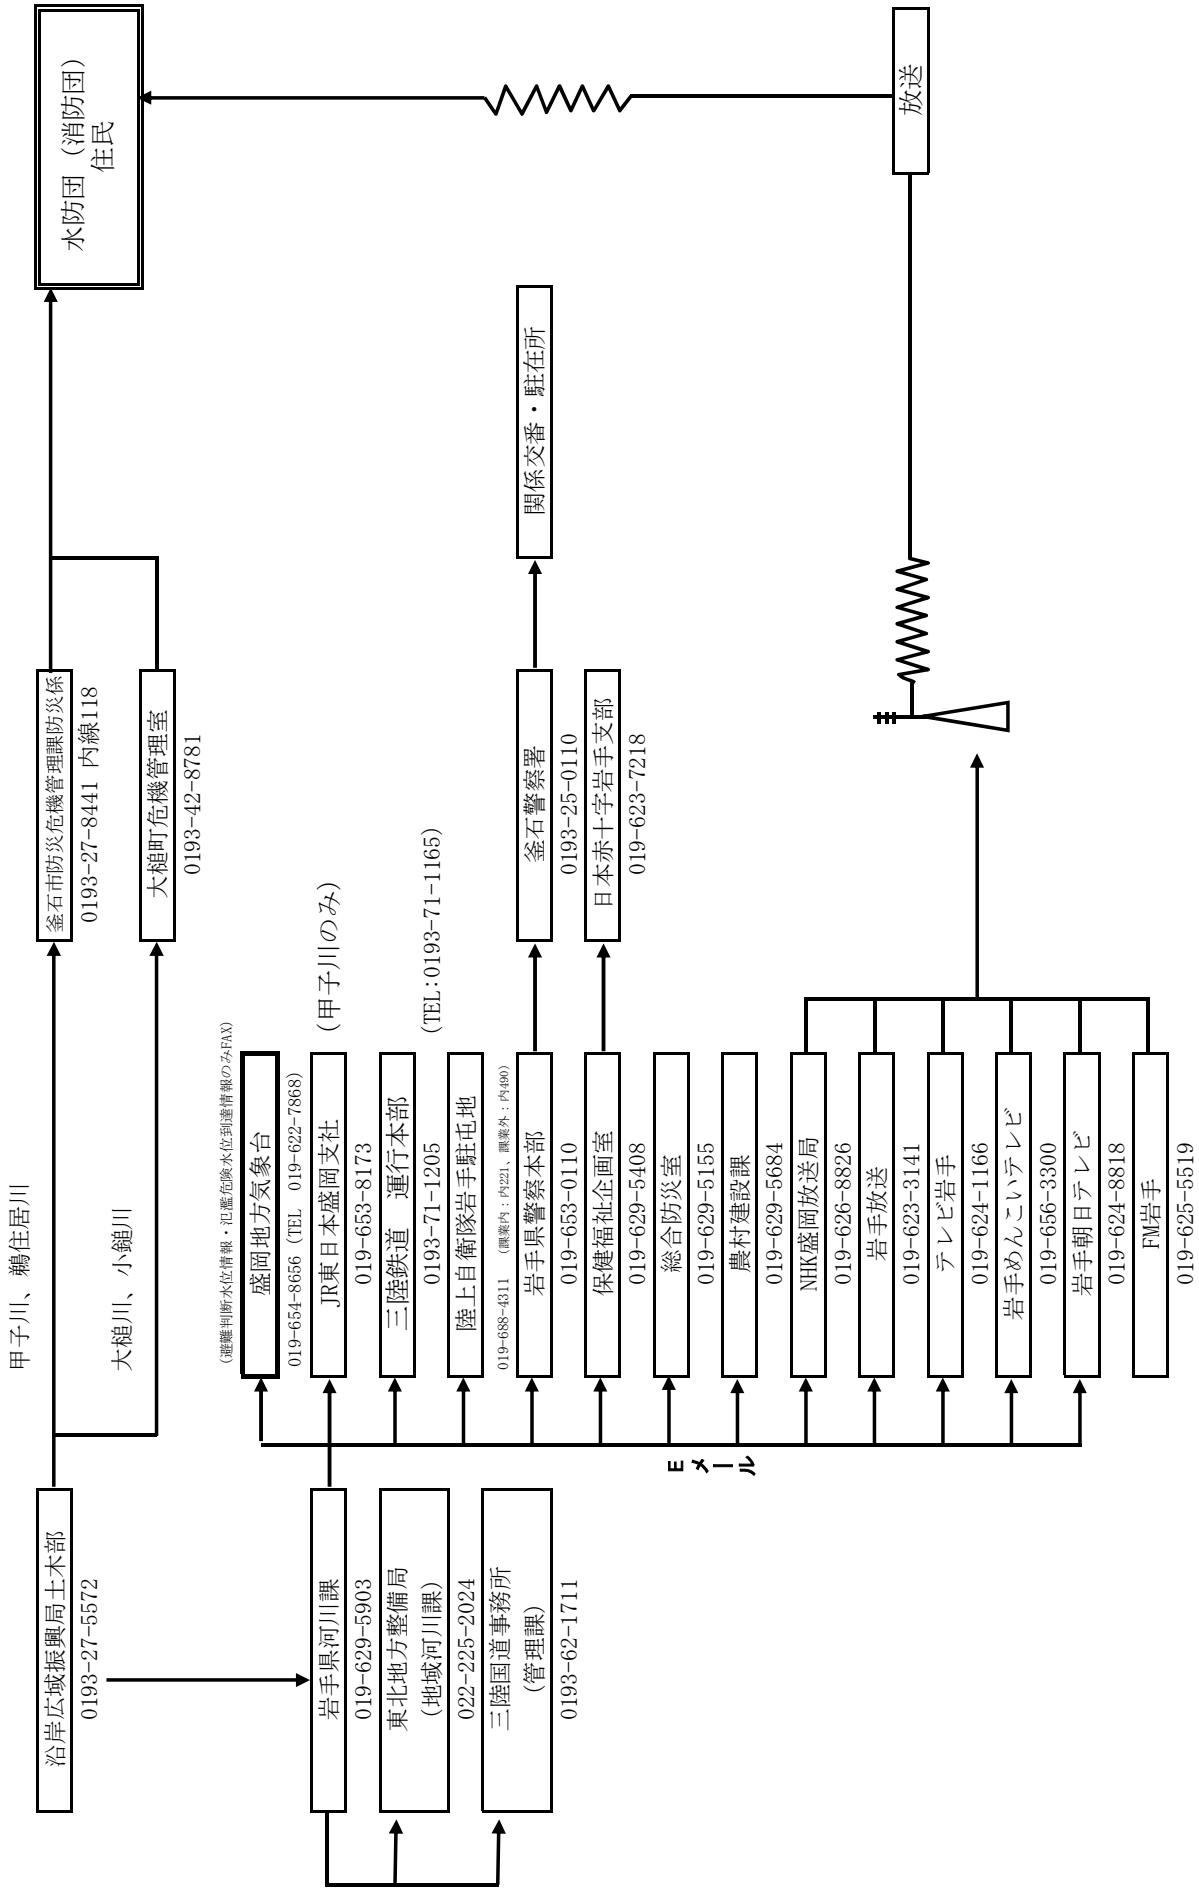 甲子川、鵜住居川
大槌川、小鎚川
沿岸広域振興局土木部
0193-27-5572
岩手県河川課
019-629-5903
東北地方整備局
（地域河川課）
022-225-2024
三陸国道事務所
（管理課）
0193-62-1711
Eメール
（避難判断水位情報・氾濫危険水位到達情報のみFAX）
盛岡地方気象台
019-654-8656（TEL 019-622-7868）
JR東日本盛岡支社
（甲子川のみ）
019-653-8173
三陸鉄道　運行本部
0193-71-1205
（TEL:0193-71-1165）
陸上自衛隊岩手駐屯地
019-688-4311 （課業内：内221、課業外：内490）
岩手県警察本部
019-653-0110
保健福祉企画室
019-629-5408
総合防災室
019-629-5155
農村建設課
019-629-5684
NHK盛岡放送局
019-626-8826
岩手放送
019-623-3141
テレビ岩手
019-624-1166
岩手めんこいテレビ
019-656-3300
岩手朝日テレビ
019-624-8818
FM岩手
019-625-5519
釜石市防災危機管理課防災係
0193-27-8441 内線118
大槌町危機管理室
0193-42-8781
釜石警察署
0193-25-0110
日本赤十字岩手支部
019-623-7218
関係交番・駐在所
水防団（消防団）
住民
放送